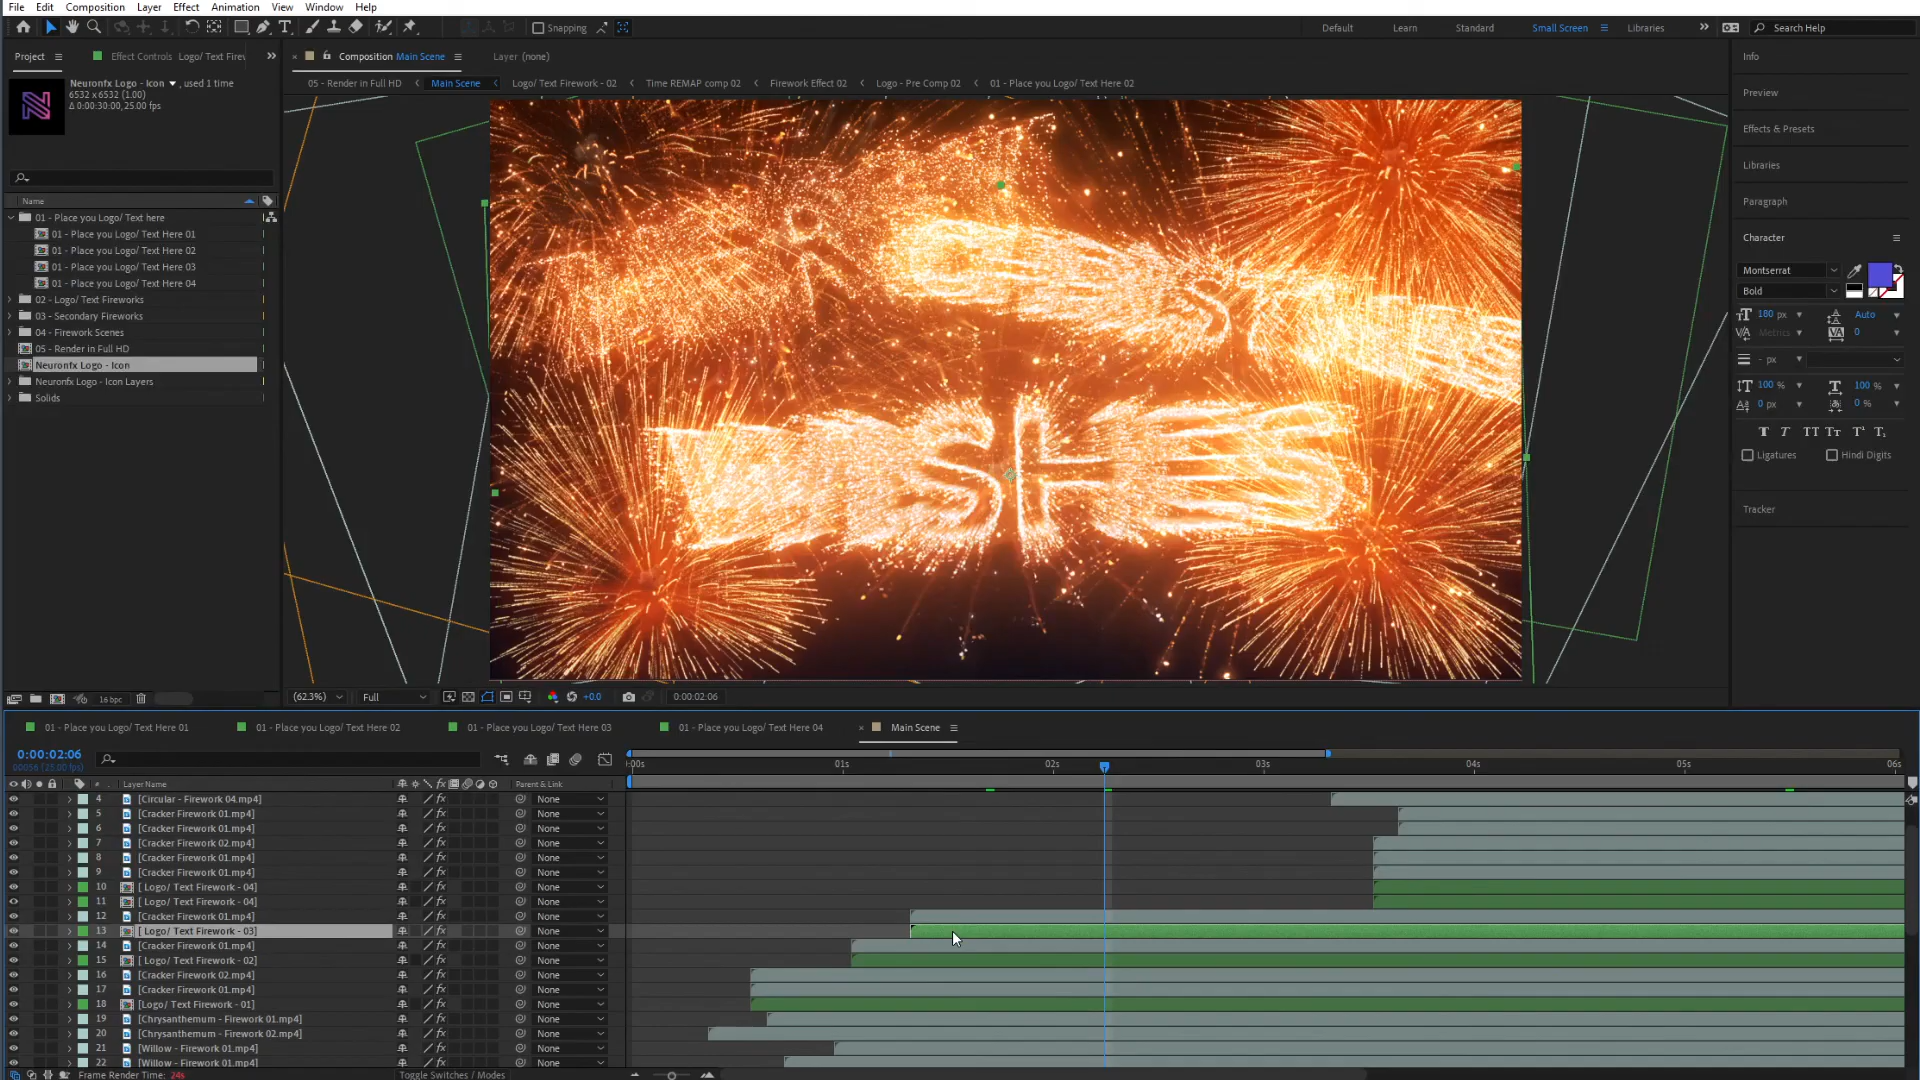 File Edit Composition Layer Effect Animation View Window Help
Snapping
Default Learn Standard Small Screen Libraries Search Help
Project Effect Controls Logo/ Text Firew
Composition Main Scene Layer (none)
Info
Neuronfx Logo - Icon , used 1 time
6532 x 6532 (1.00)
Δ 0:00:30:00, 25.00 fps
05 - Render in Full HD Main Scene Logo/ Text Firework - 02 Time REMAP comp 02 Firework Effect 02 Logo - Pre Comp 02 01 - Place you Logo/ Text Here 02
Preview
Effects & Presets
Libraries
Paragraph
Character
Montserrat
Bold
180 px Auto
Metrics 0
- px
100 % 100 %
0 px 0 %
Ligatures Hindi Digits
Tracker
Name
01 - Place you Logo/ Text here
01 - Place you Logo/ Text Here 01
01 - Place you Logo/ Text Here 02
01 - Place you Logo/ Text Here 03
01 - Place you Logo/ Text Here 04
02 - Logo/ Text Fireworks
03 - Secondary Fireworks
04 - Firework Scenes
05 - Render in Full HD
Neuronfx Logo - Icon
Neuronfx Logo - Icon Layers
Solids
16 bpc
(62.3%) Full +0.0 0:00:02:06
01 - Place you Logo/ Text Here 01 01 - Place you Logo/ Text Here 02 01 - Place you Logo/ Text Here 03 01 - Place you Logo/ Text Here 04 Main Scene
0:00:02:06
00056 (25.00 fps)
:00s 01s 02s 03s 04s 05s 06s
# Layer Name Parent & Link
4 [Circular - Firework 04.mp4] None
5 [Cracker Firework 01.mp4] None
6 [Cracker Firework 01.mp4] None
7 [Cracker Firework 02.mp4] None
8 [Cracker Firework 01.mp4] None
9 [Cracker Firework 01.mp4] None
10 [ Logo/ Text Firework - 04] None
11 [ Logo/ Text Firework - 04] None
12 [Cracker Firework 01.mp4] None
13 [ Logo/ Text Firework - 03] None
14 [Cracker Firework 01.mp4] None
15 [ Logo/ Text Firework - 02] None
16 [Cracker Firework 02.mp4] None
17 [Cracker Firework 01.mp4] None
18 [Logo/ Text Firework - 01] None
19 [Chrysanthemum - Firework 01.mp4] None
20 [Chrysanthemum - Firework 02.mp4] None
21 [Willow - Firework 01.mp4] None
22 [Willow - Firework 01.mp4] None
Frame Render Time: 24s Toggle Switches / Modes